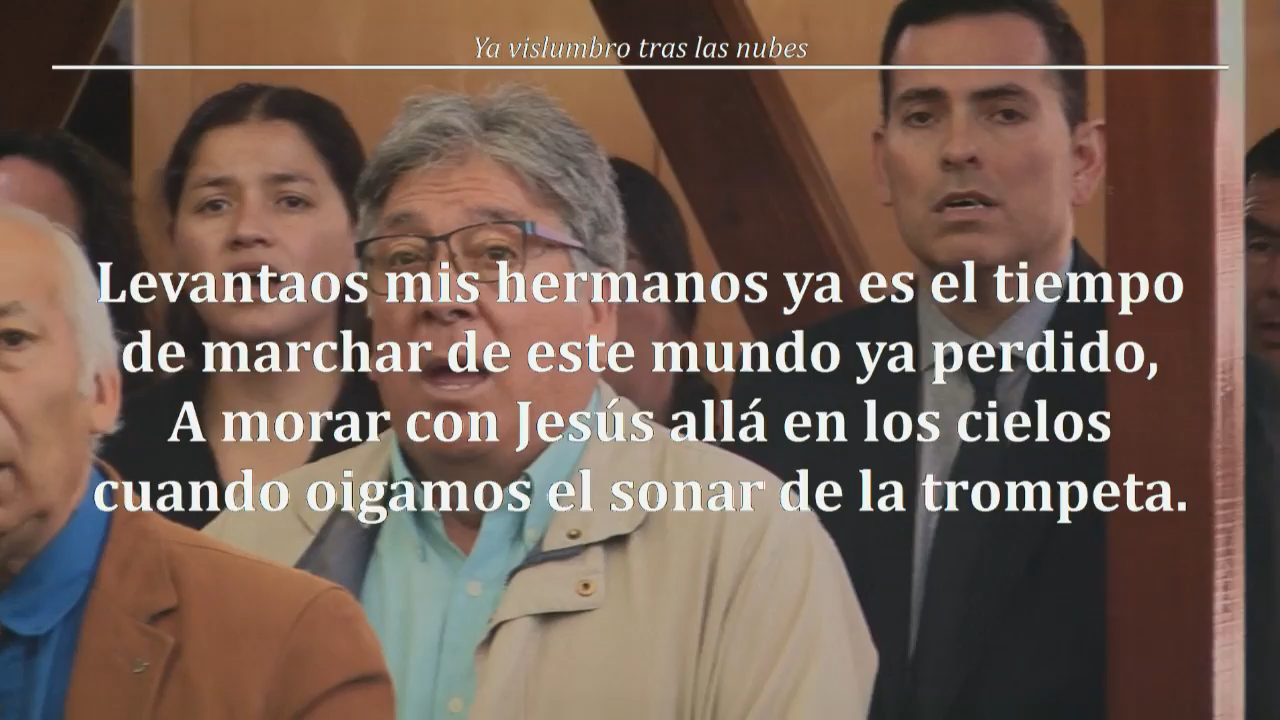 Ya vislumbro tras las nubes
Levantaos mis hermanos ya es el tiempo
de marchar de este mundo ya perdido,
A morar con Jesús allá en los cielos
cuando oigamos el sonar de la trompeta.